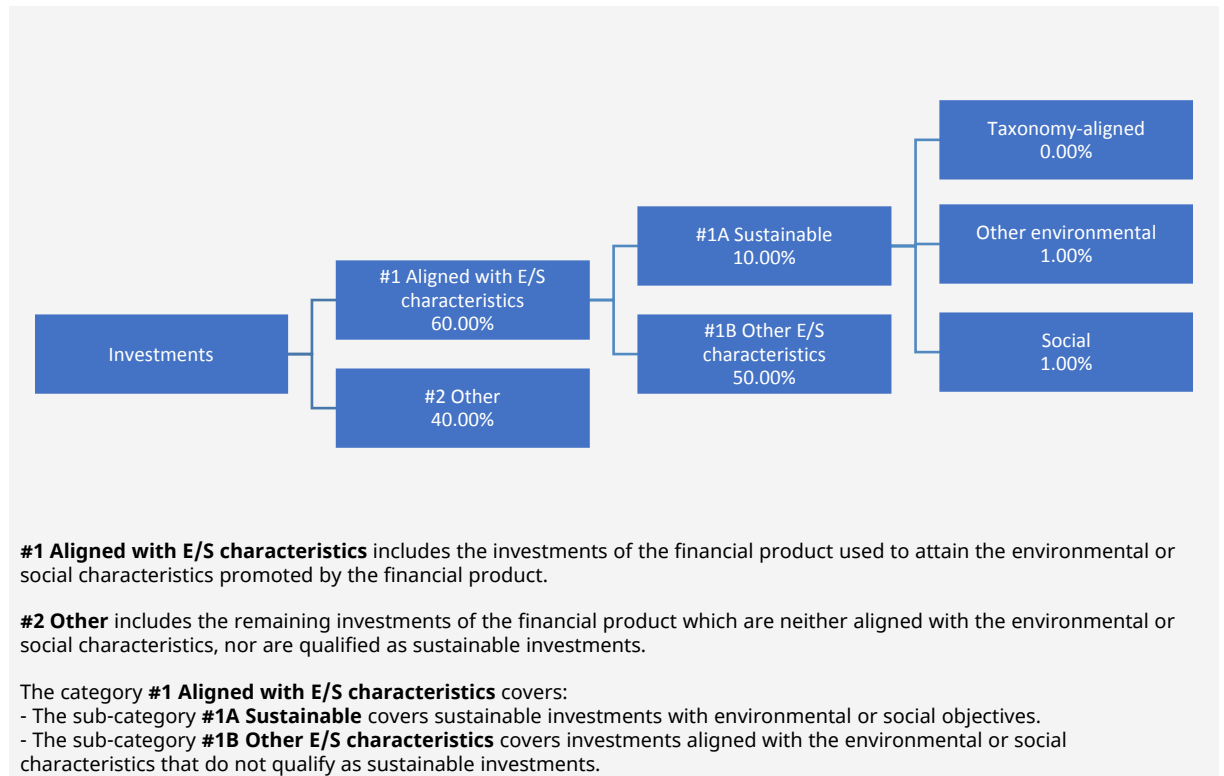 Investments
#1 Aligned with E/S
characteristics
60.00%
#2 Other
40.00%
#1A Sustainable
10.00%
#1B Other E/S
characteristics
50.00%
Taxonomy-aligned
0.00%
Other environmental
1.00%
Social
1.00%
#1 Aligned with E/S characteristics includes the investments of the financial product used to attain the environmental or
social characteristics promoted by the financial product.
#2 Other includes the remaining investments of the financial product which are neither aligned with the environmental or
social characteristics, nor are qualified as sustainable investments.
The category #1 Aligned with E/S characteristics covers:
- The sub-category #1A Sustainable covers sustainable investments with environmental or social objectives.
- The sub-category #1B Other E/S characteristics covers investments aligned with the environmental or social
characteristics that do not qualify as sustainable investments.